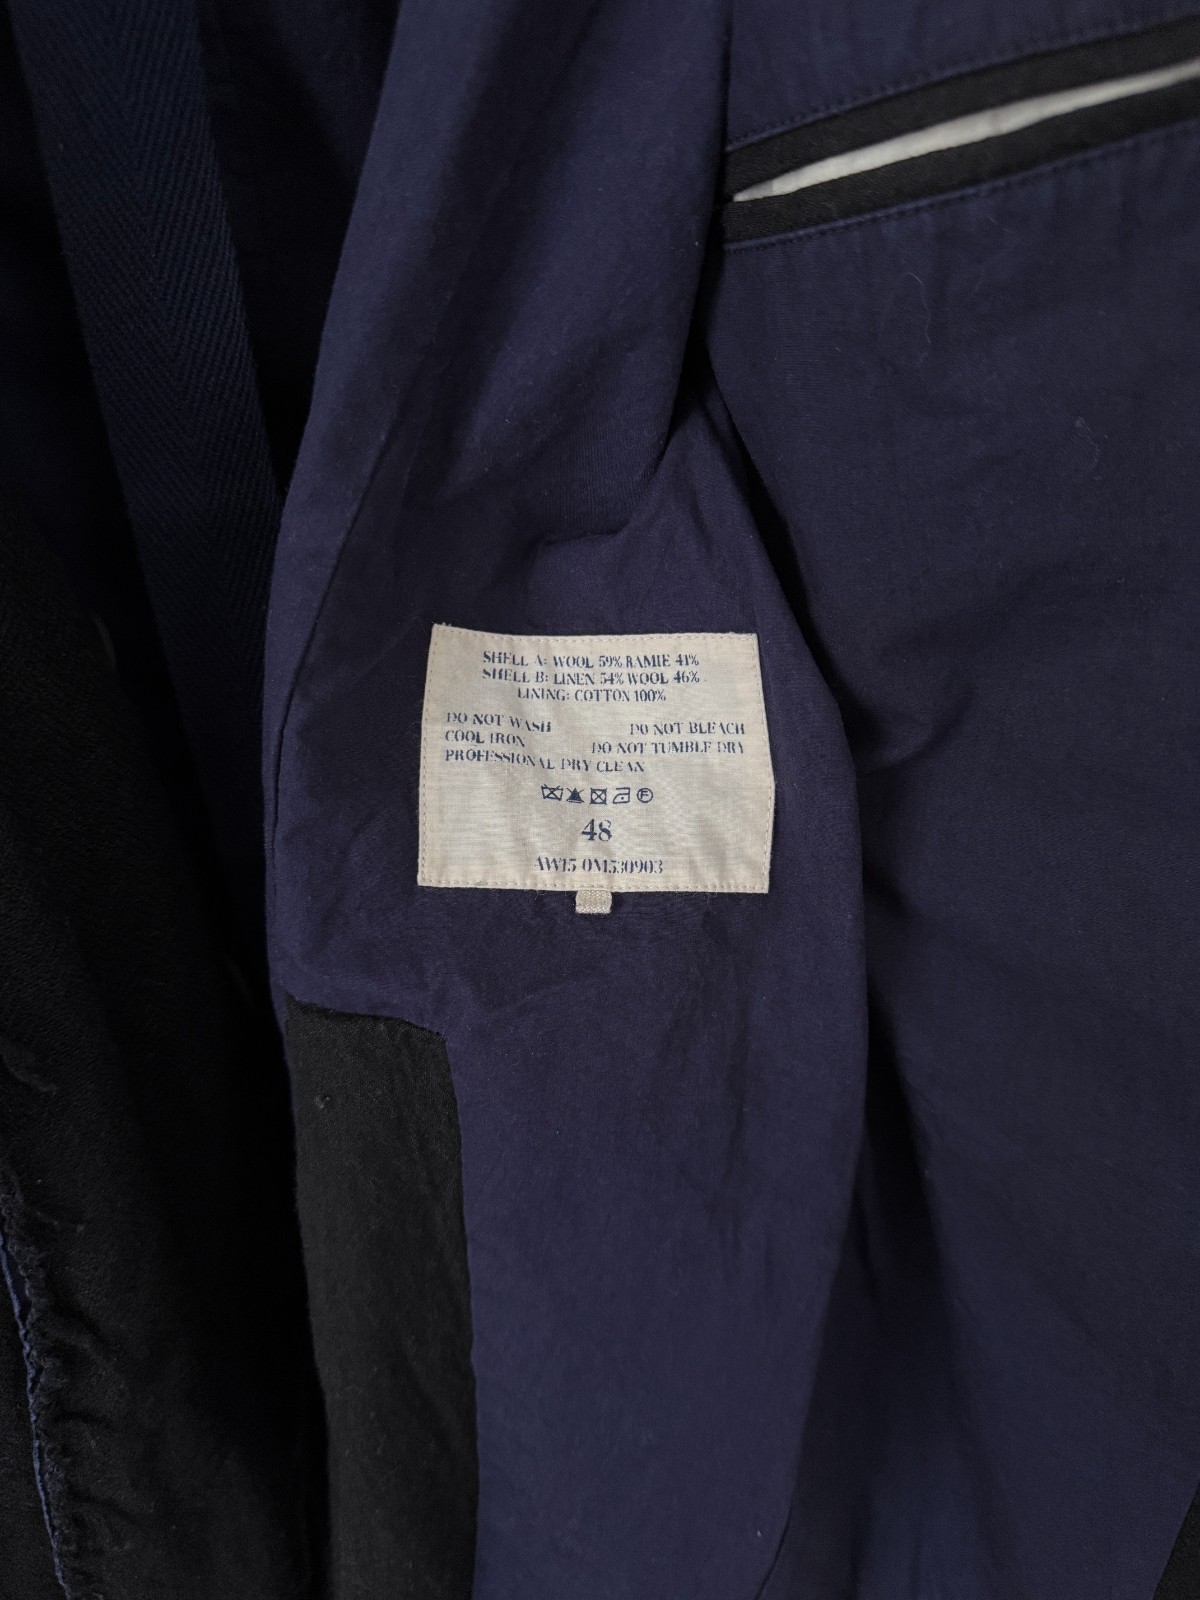 SHELL A: WOOL 59% RAMIE 41%
SHELL B: LINEN 54% WOOL 46%
LINING: COTTON 100%
DO NOT WASH DO NOT BLEACH
COOL IRON DO NOT TUMBLE DRY
PROFESSIONAL DRY CLEAN
F
48
AW15 0M530903